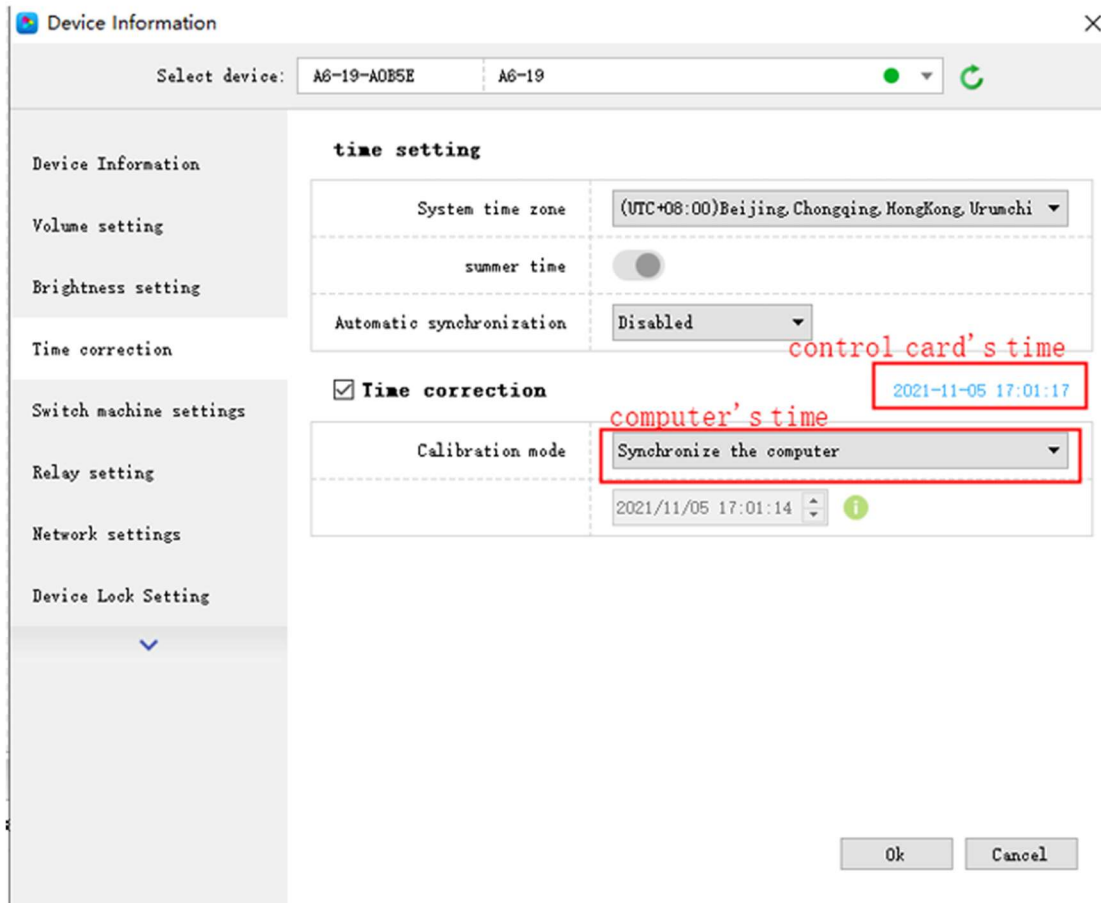 Device Information
Select device: A6-19-A0B5E A6-19
Device Information
Volume setting
Brightness setting
Time correction
Switch machine settings
Relay setting
Network settings
Device Lock Setting
time setting
System time zone (UTC+08:00)Beijing,Chongqing,HongKong,Urumchi
summer time
Automatic synchronization Disabled
control card's time
Time correction 2021-11-05 17:01:17
computer's time
Calibration mode Synchronize the computer
2021/11/05 17:01:14
Ok Cancel